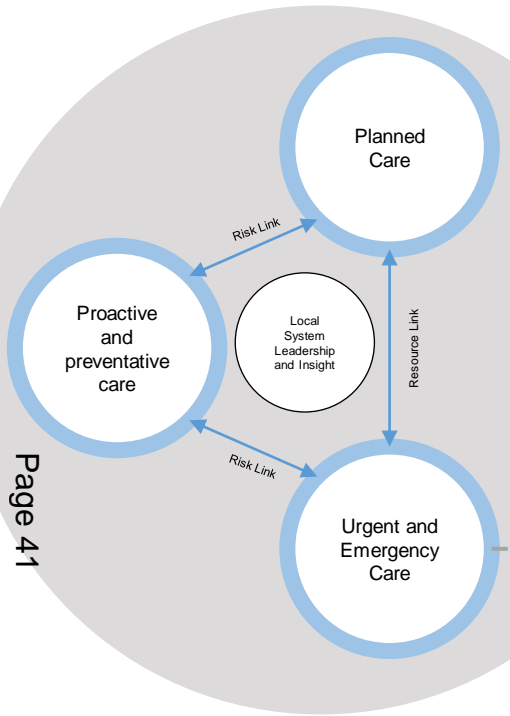 Planned
Care
Risk Link
Proactive
and
preventative
care
Local
System
Leadership
and Insight
Resource Link
Risk Link
Urgent and
Emergency
Care
Page 41